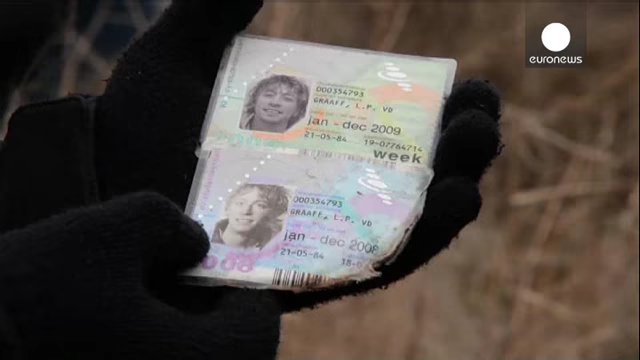 euronews
000354793
GRAAFF, L.P. VD
jan - dec 2009
21-05-84 19-07764714
week
000354793
GRAAFF, L.P. VD
jan - dec 2008
21-05-84